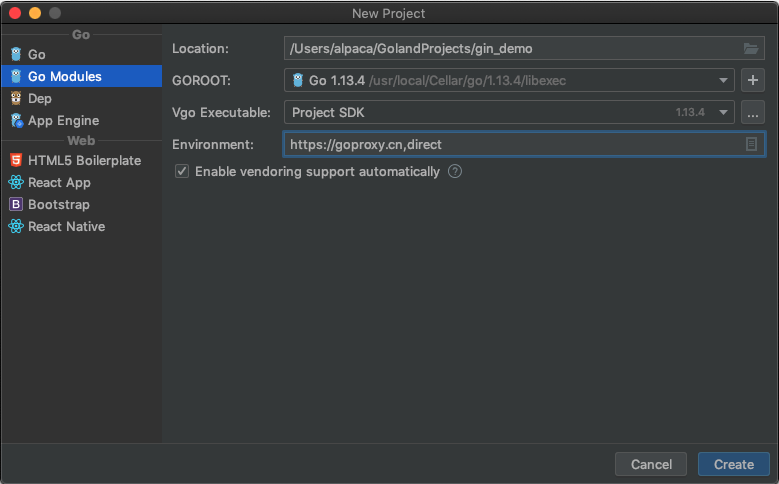 New Project
Go
Go
Go Modules
Dep
App Engine
Web
HTML5 Boilerplate
React App
Bootstrap
React Native
Location: /Users/alpaca/GolandProjects/gin_demo
GOROOT: Go 1.13.4 /usr/local/Cellar/go/1.13.4/libexec
Vgo Executable: Project SDK 1.13.4 ...
Environment: https://goproxy.cn,direct
Enable vendoring support automatically ?
Cancel Create